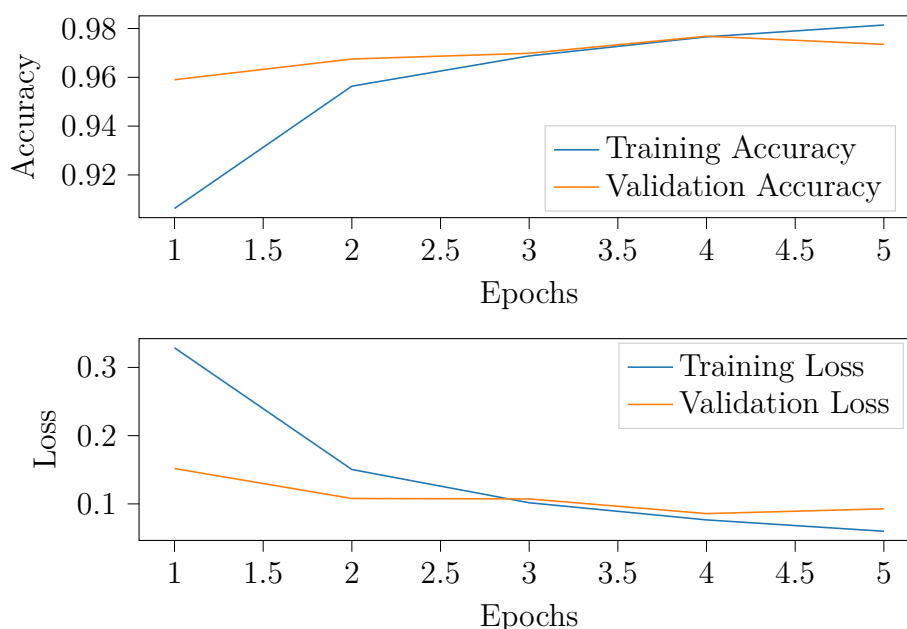 0.98
0.96
0.94
0.92
Accuracy
Training Accuracy
Validation Accuracy
1 1.5 2 2.5 3 3.5 4 4.5 5
Epochs
0.3
0.2
0.1
Loss
Training Loss
Validation Loss
1 1.5 2 2.5 3 3.5 4 4.5 5
Epochs